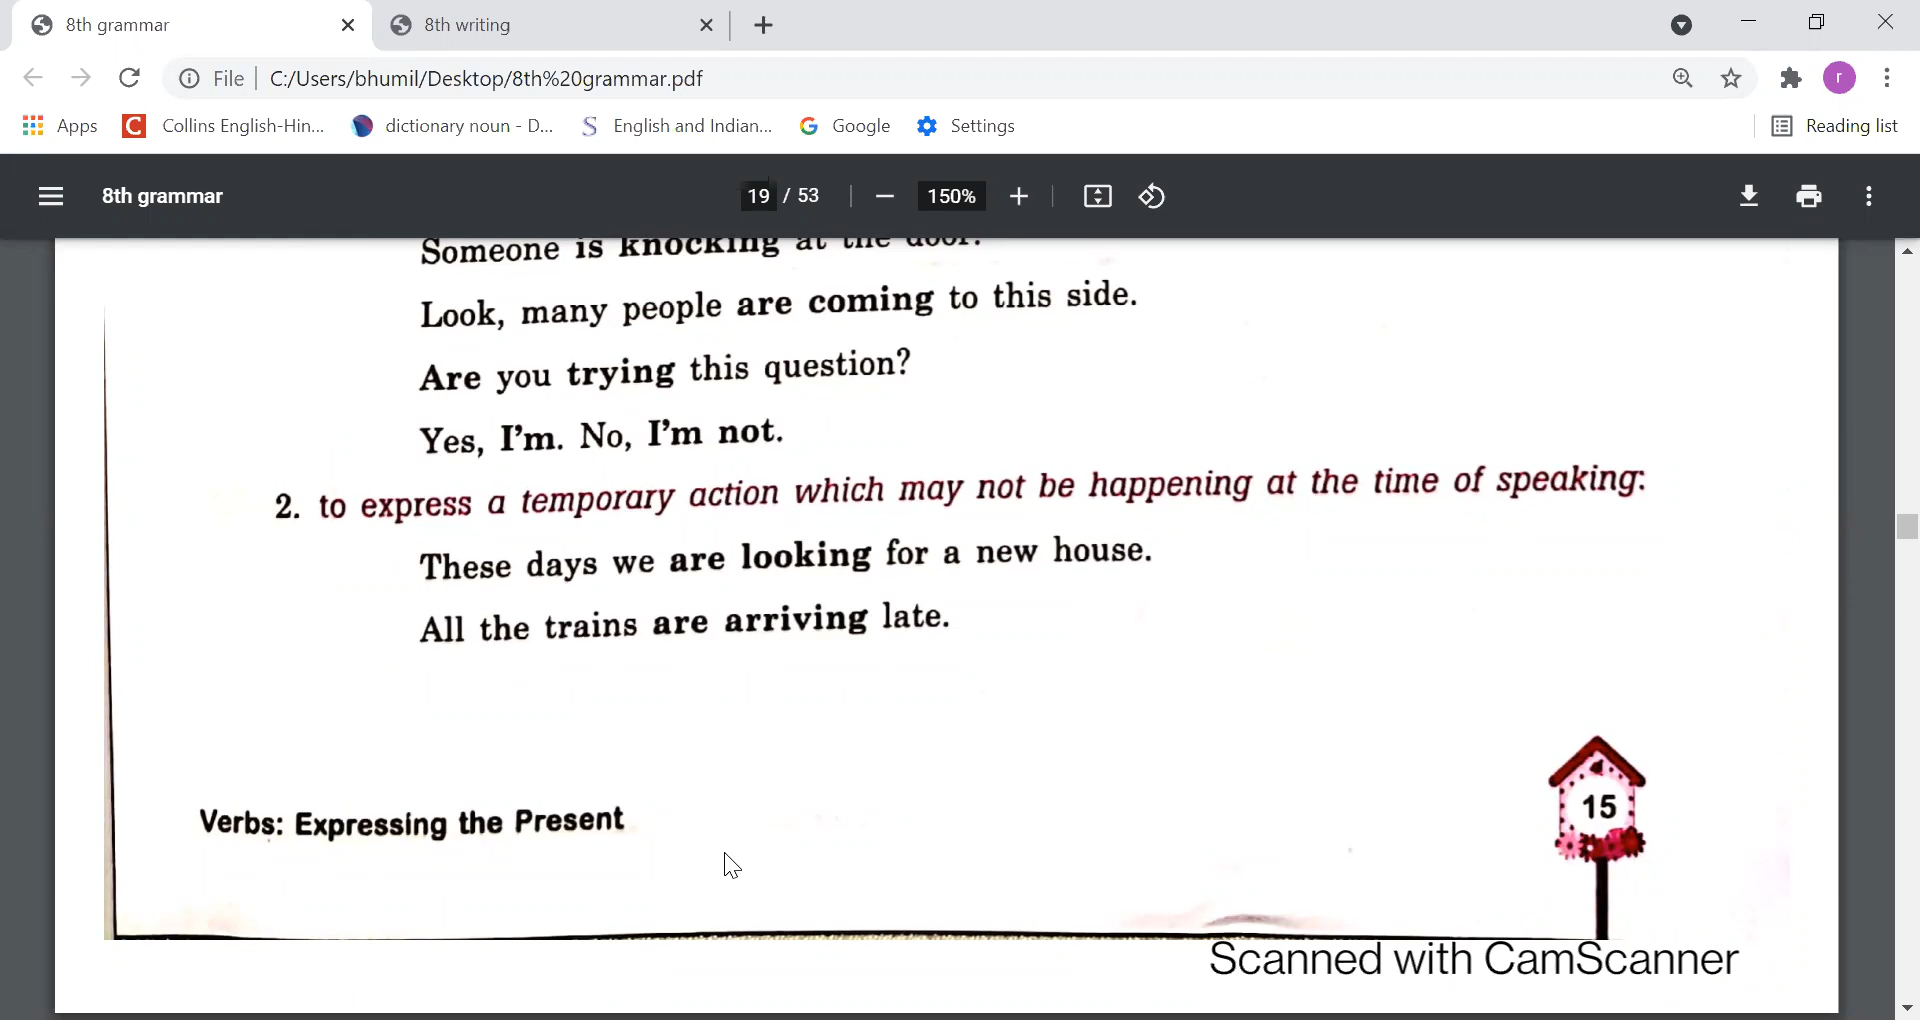 8th grammar
8th writing
File
C:/Users/bhumil/Desktop/8th%20grammar.pdf
r
Apps
Collins English-Hin...
dictionary noun - D...
English and Indian...
Google
Settings
Reading list
8th grammar
19 / 53
150%
Someone is knocking at the door.
Look, many people are coming to this side.
Are you trying this question?
Yes, I'm. No, I'm not.
2. to express a temporary action which may not be happening at the time of speaking:
These days we are looking for a new house.
All the trains are arriving late.
15
Verbs: Expressing the Present
Scanned with CamScanner